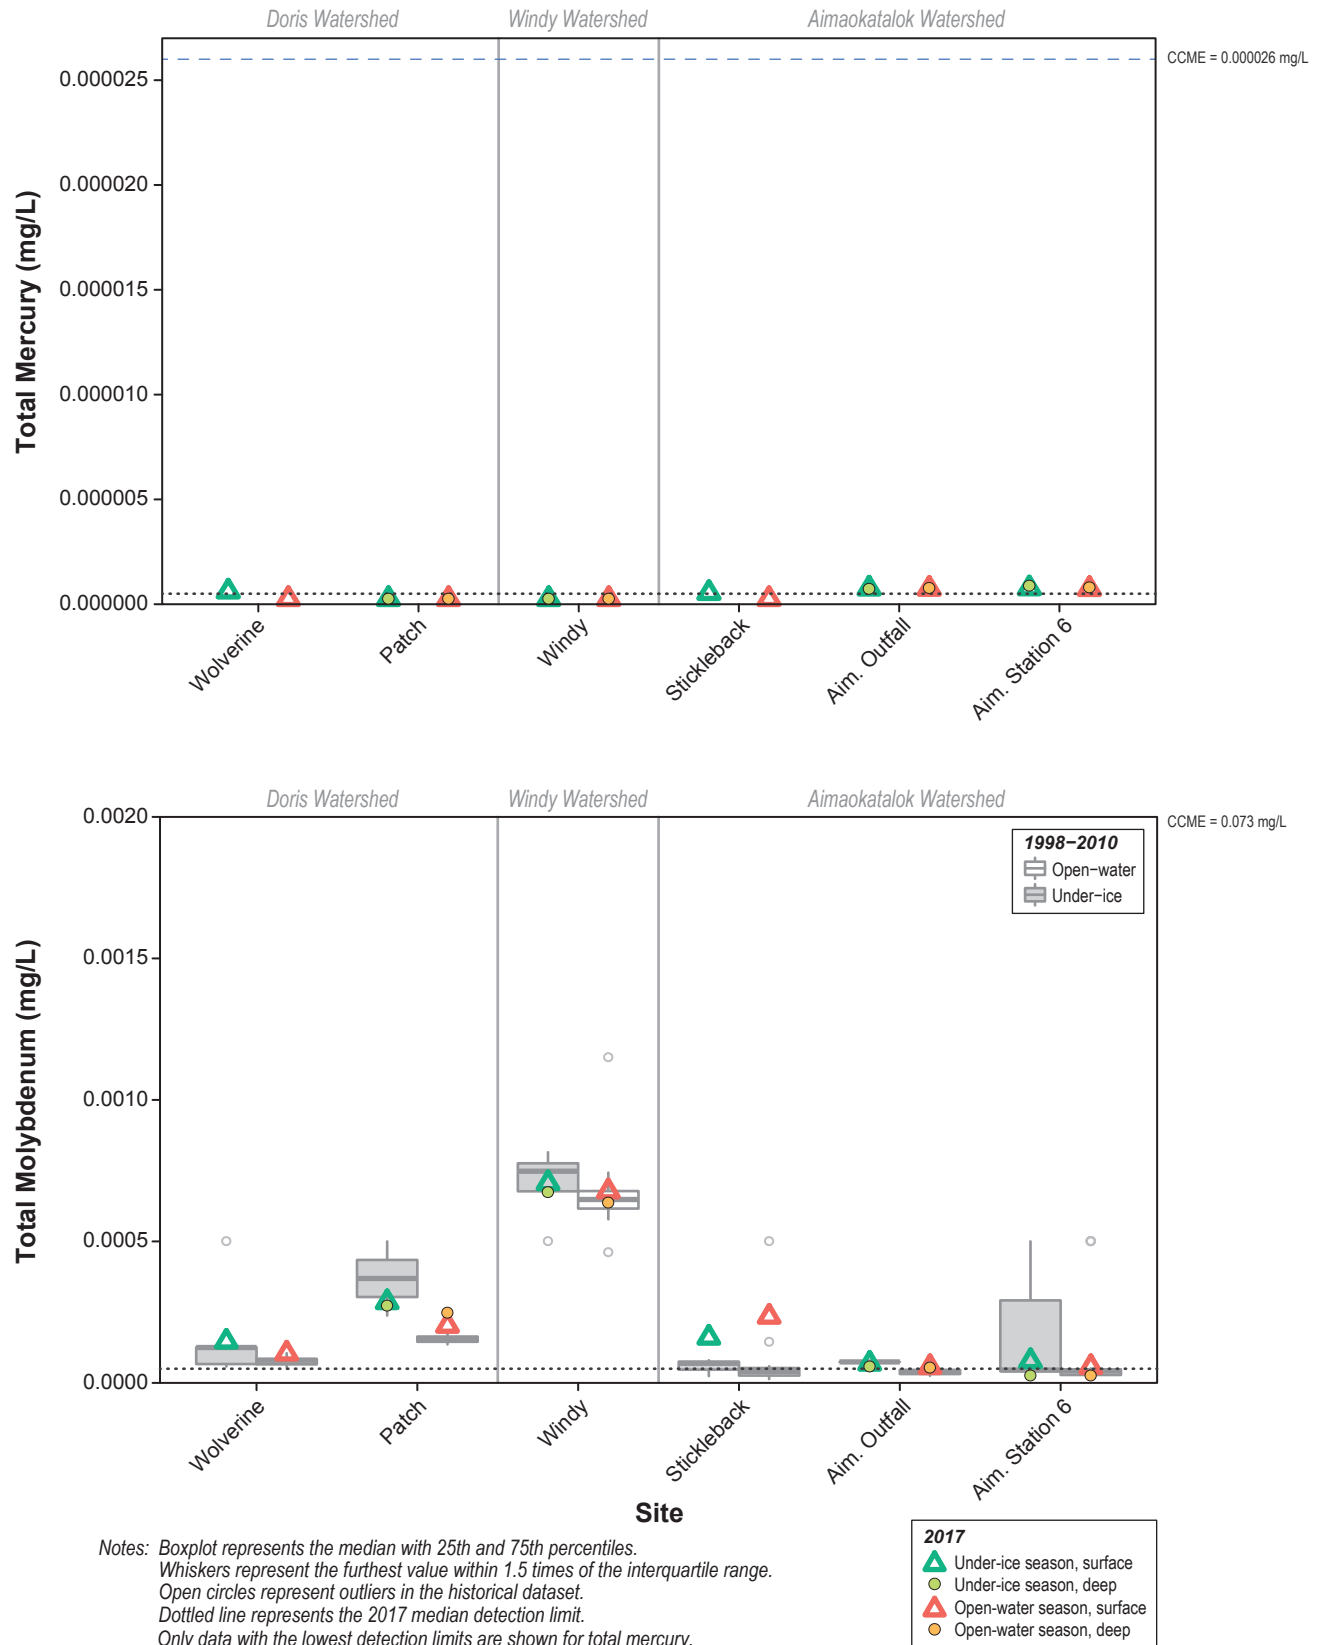 Doris Watershed Windy Watershed Aimaokatalok Watershed
CCME = 0.000026 mg/L
Total Mercury (mg/L)
0.000025
0.000020
0.000015
0.000010
0.000005
0.000000
Wolverine Patch Windy Stickleback Aim. Outfall Aim. Station 6
Doris Watershed Windy Watershed Aimaokatalok Watershed
CCME = 0.073 mg/L
Total Molybdenum (mg/L)
0.0020
0.0015
0.0010
0.0005
0.0000
1998−2010
Open−water
Under−ice
Wolverine Patch Windy Stickleback Aim. Outfall Aim. Station 6
Site
Notes: Boxplot represents the median with 25th and 75th percentiles.
Whiskers represent the furthest value within 1.5 times of the interquartile range.
Open circles represent outliers in the historical dataset.
Dottled line represents the 2017 median detection limit.
Only data with the lowest detection limits are shown for total mercury.
2017
Under-ice season, surface
Under-ice season, deep
Open-water season, surface
Open-water season, deep